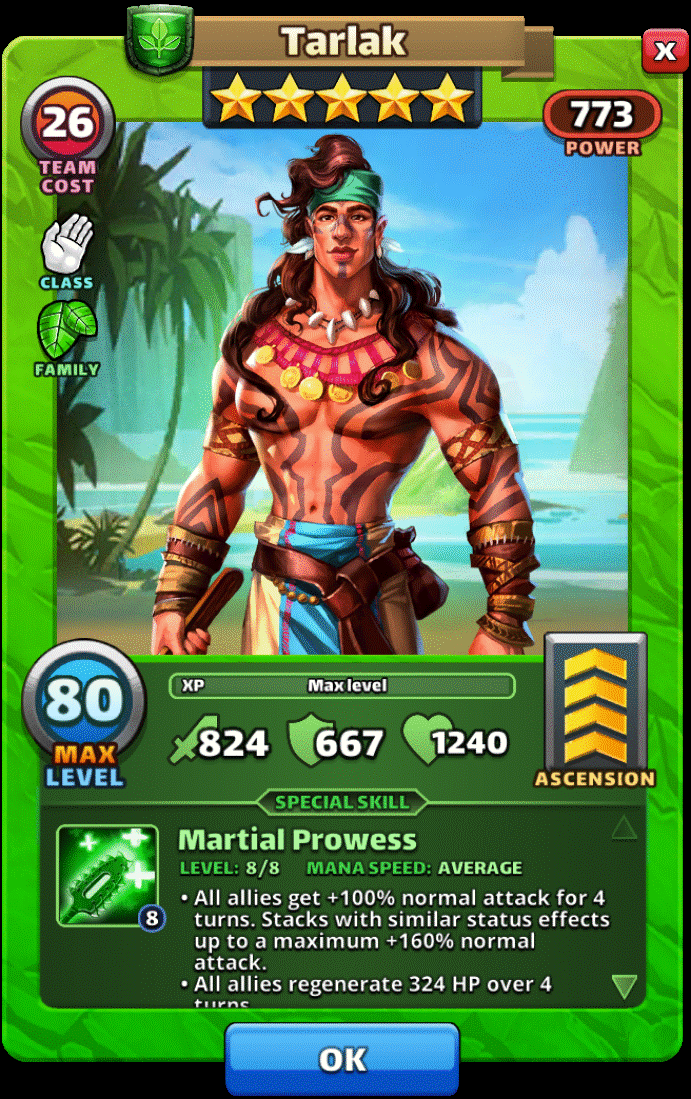 Tarlak
X
26
TEAM
COST
773
POWER
CLASS
FAMILY
80
MAX
LEVEL
XP Max level
824 667 1240
ASCENSION
SPECIAL SKILL
Martial Prowess
LEVEL: 8/8 MANA SPEED: AVERAGE
8
• All allies get +100% normal attack for 4
turns. Stacks with similar status effects
up to a maximum +160% normal
attack.
• All allies regenerate 324 HP over 4
turns
OK